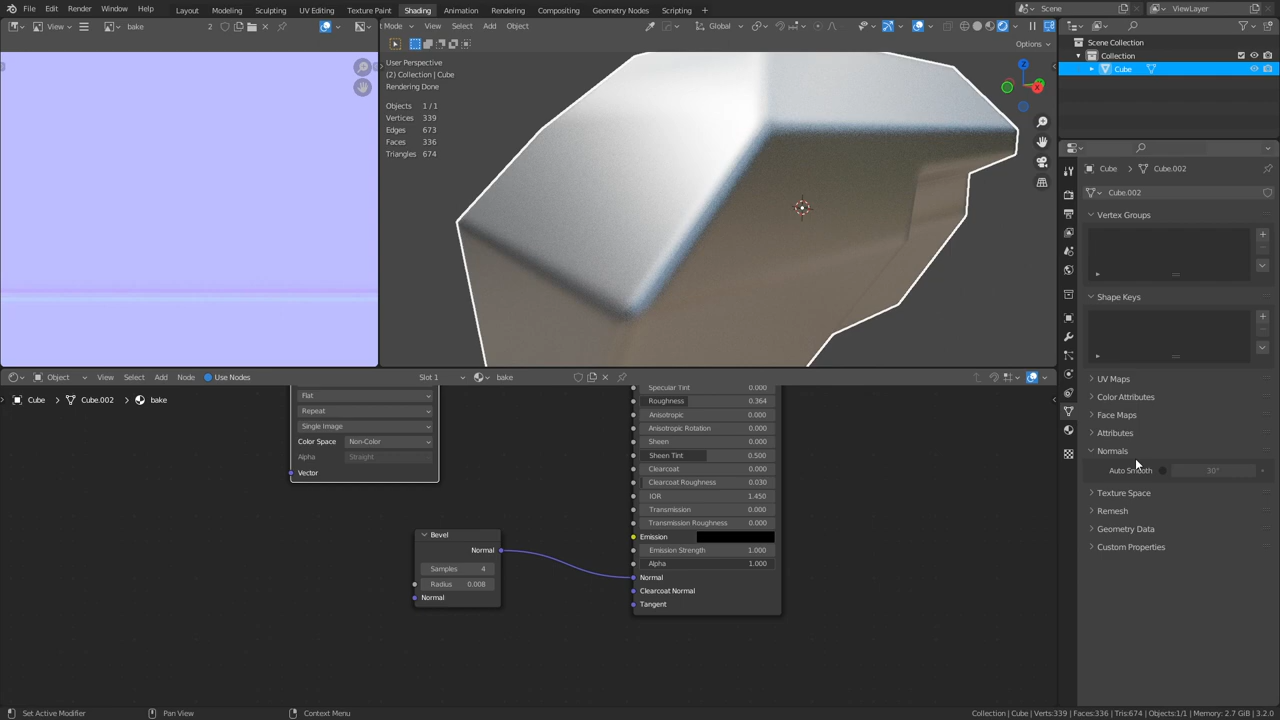 File Edit Render Window Help Layout Modeling Sculpting UV Editing Texture Paint Shading Animation Rendering Compositing Geometry Nodes Scripting + Scene ViewLayer
View bake 2 Mode View Select Add Object Global
Options
User Perspective
(2) Collection | Cube
Rendering Done
Objects 1 / 1
Vertices 339
Edges 673
Faces 336
Triangles 674
Scene Collection
Collection
Cube
Cube Cube.002
Cube.002
Vertex Groups
Shape Keys
UV Maps
Color Attributes
Face Maps
Attributes
Normals
Auto Smooth 30°
Texture Space
Remesh
Geometry Data
Custom Properties
Object View Select Add Node Use Nodes Slot 1 bake
Cube Cube.002 bake
Flat
Repeat
Single Image
Color Space Non-Color
Alpha Straight
Vector
Bevel
Normal
Samples 4
Radius 0.008
Normal
Specular Tint 0.000
Roughness 0.364
Anisotropic 0.000
Anisotropic Rotation 0.000
Sheen 0.000
Sheen Tint 0.500
Clearcoat 0.000
Clearcoat Roughness 0.030
IOR 1.450
Transmission 0.000
Transmission Roughness 0.000
Emission
Emission Strength 1.000
Alpha 1.000
Normal
Clearcoat Normal
Tangent
Set Active Modifier Pan View Context Menu Collection | Cube | Verts:339 | Faces:336 | Tris:674 | Objects:1/1 | Memory: 2.7 GiB | 3.2.0